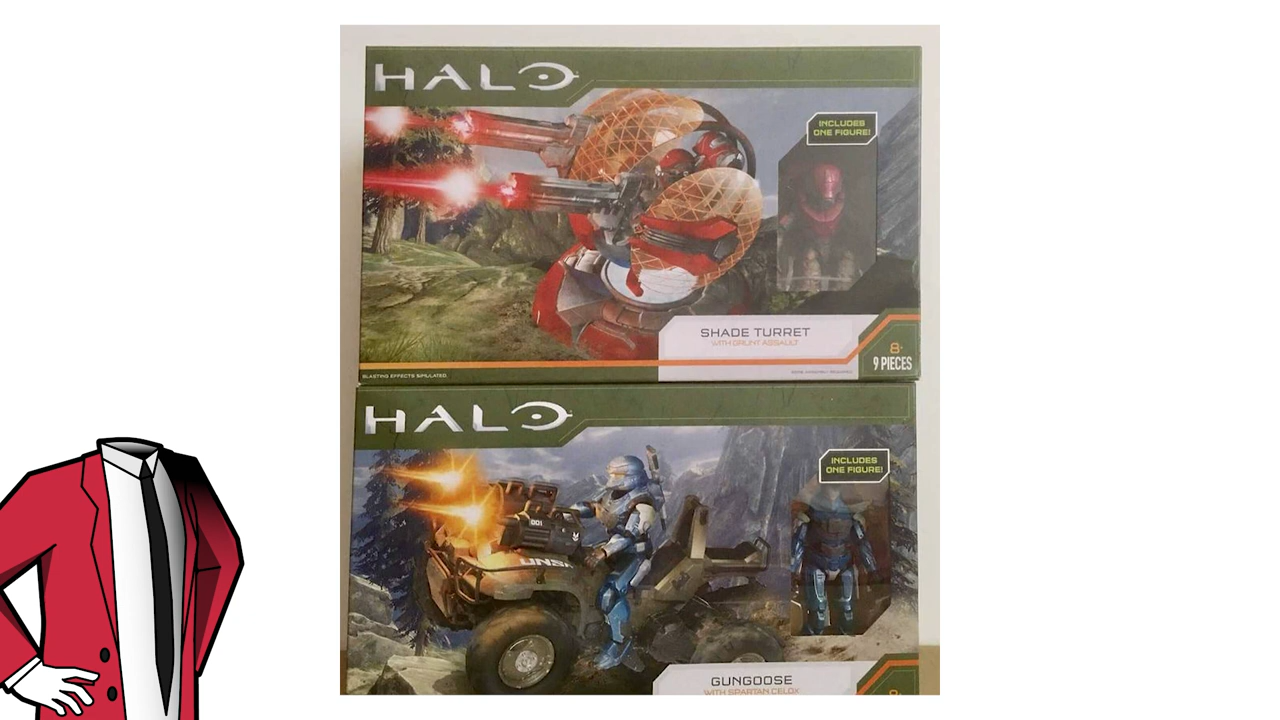 HALO
INCLUDES
ONE FIGURE!
SHADE TURRET
WITH GRUNT ASSAULT
8+
9 PIECES
BLASTING EFFECTS SIMULATED.
HALO
INCLUDES
ONE FIGURE!
001
UNSC
GUNGOOSE
WITH SPARTAN CELOX
8+